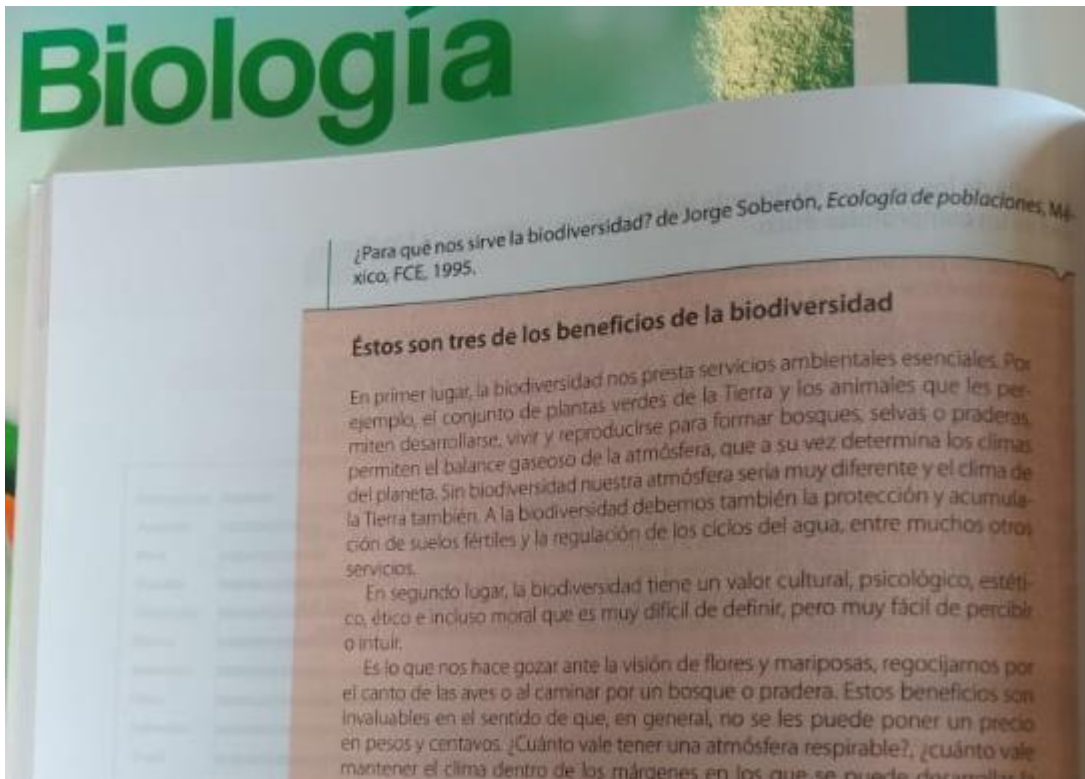 Biología
¿Para qué nos sirve la biodiversidad? de Jorge Soberón, Ecología de poblaciones, Mé-
xico, FCE, 1995.
Éstos son tres de los beneficios de la biodiversidad
En primer lugar, la biodiversidad nos presta servicios ambientales esenciales. Por
ejemplo, el conjunto de plantas verdes de la Tierra y los animales que les per-
miten desarrollarse, vivir y reproducirse para formar bosques, selvas o praderas,
permiten el balance gaseoso de la atmósfera, que a su vez determina los climas
del planeta. Sin biodiversidad nuestra atmósfera sería muy diferente y el clima de
la Tierra también. A la biodiversidad debemos también la protección y acumula-
ción de suelos fértiles y la regulación de los ciclos del agua, entre muchos otros
servicios.
En segundo lugar, la biodiversidad tiene un valor cultural, psicológico, estéti-
co, ético e incluso moral que es muy difícil de definir, pero muy fácil de percibir
o intuir.
Es lo que nos hace gozar ante la visión de flores y mariposas, regocijarnos por
el canto de las aves o al caminar por un bosque o pradera. Estos beneficios son
invaluables en el sentido de que, en general, no se les puede poner un precio
en pesos y centavos. ¿Cuánto vale tener una atmósfera respirable?, ¿cuánto vale
mantener el clima dentro de los márgenes en los que se puede